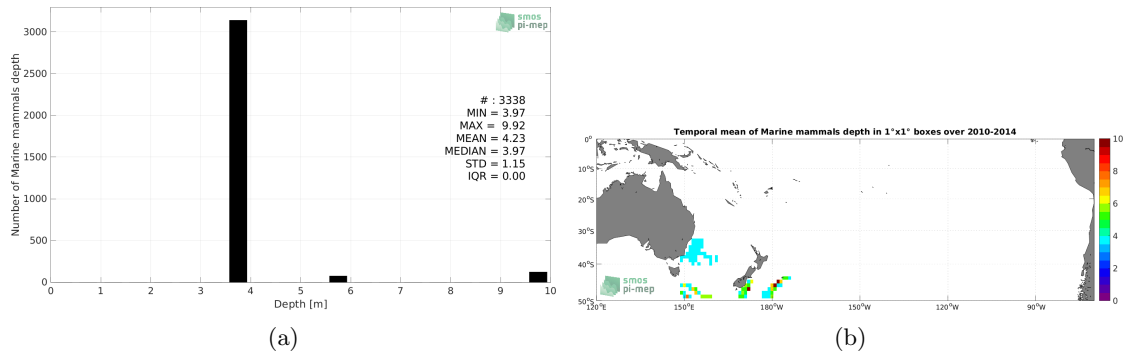 3300
3000
2500
2000
1500
1000
500
0
Number of Marine mammals depth
smos
pi-mep
# : 3338
MIN = 3.97
MAX = 9.92
MEAN = 4.23
MEDIAN = 3.97
STD = 1.15
IQR = 0.00
0 1 2 3 4 5 6 7 8 9 10
Depth [m]
(a)
Temporal mean of Marine mammals depth in 1°x1° boxes over 2010-2014
0°
10°S
20°S
30°S
40°S
50°S
120°E 150°E 180°W 150°W 120°W 90°W
smos
pi-mep
10
8
6
4
2
0
(b)